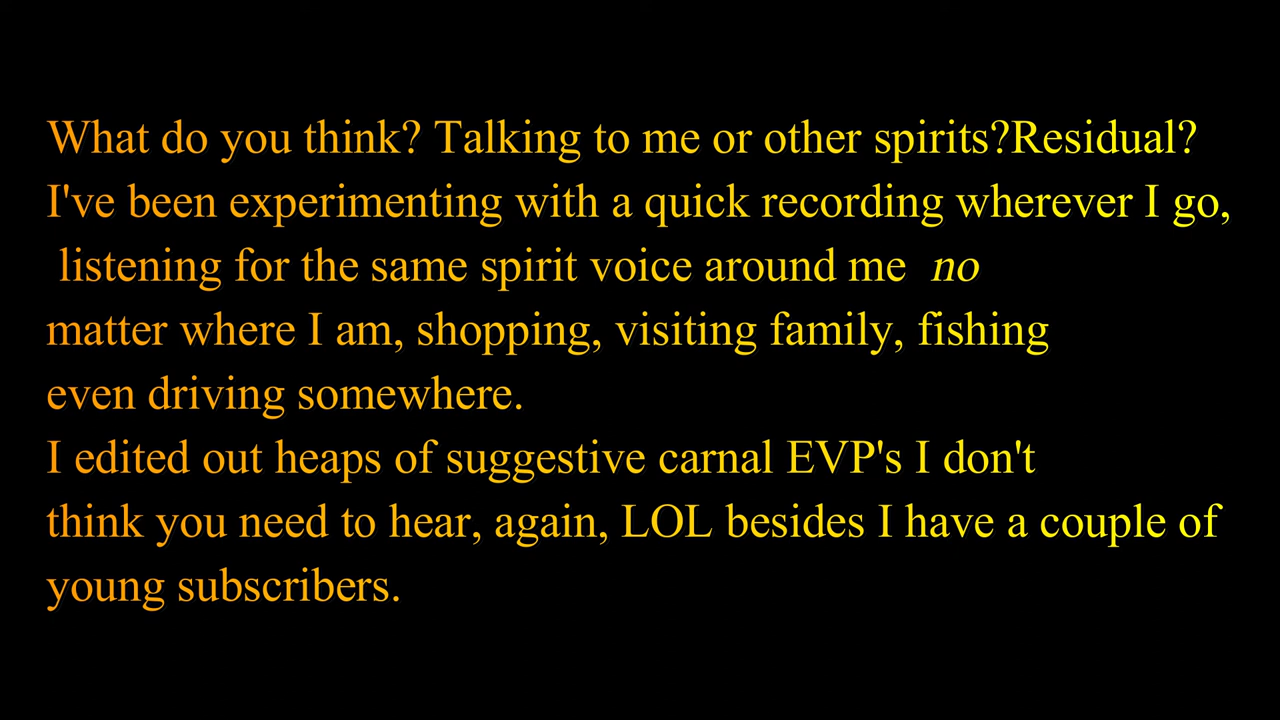 What do you think? Talking to me or other spirits?Residual?
I've been experimenting with a quick recording wherever I go,
listening for the same spirit voice around me no
matter where I am, shopping, visiting family, fishing
even driving somewhere.
I edited out heaps of suggestive carnal EVP's I don't
think you need to hear, again, LOL besides I have a couple of
young subscribers.